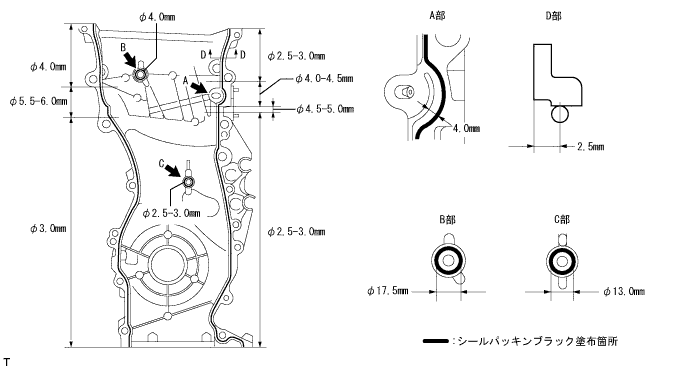 φ4.0mm
A部
D部
B
D
D
φ2.5-3.0mm
φ4.0mm
A
φ4.0-4.5mm
φ5.5-6.0mm
φ4.5-5.0mm
4.0mm
2.5mm
C
φ2.5-3.0mm
φ3.0mm
φ2.5-3.0mm
B部
C部
φ17.5mm
φ13.0mm
:シールパッキンブラック塗布箇所
T